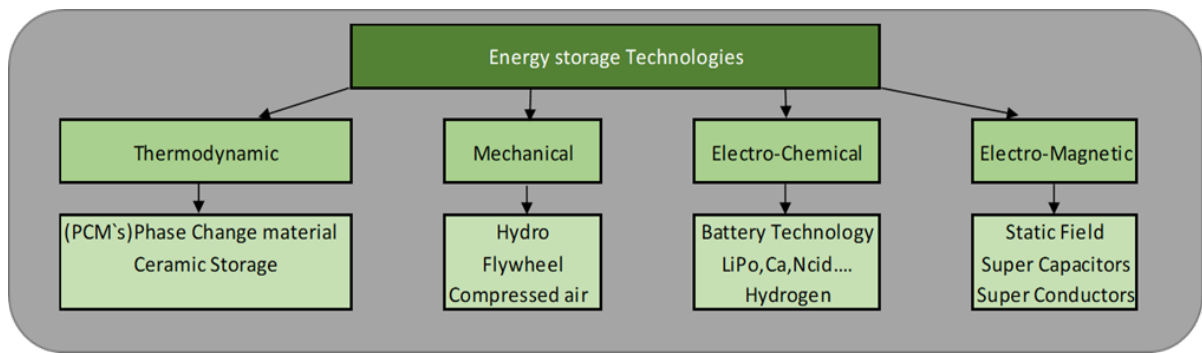 Energy storage Technologies
Thermodynamic
Mechanical
Electro-Chemical
Electro-Magnetic
(PCM`s)Phase Change material
Ceramic Storage
Hydro
Flywheel
Compressed air
Battery Technology
LiPo,Ca,Ncid....
Hydrogen
Static Field
Super Capacitors
Super Conductors